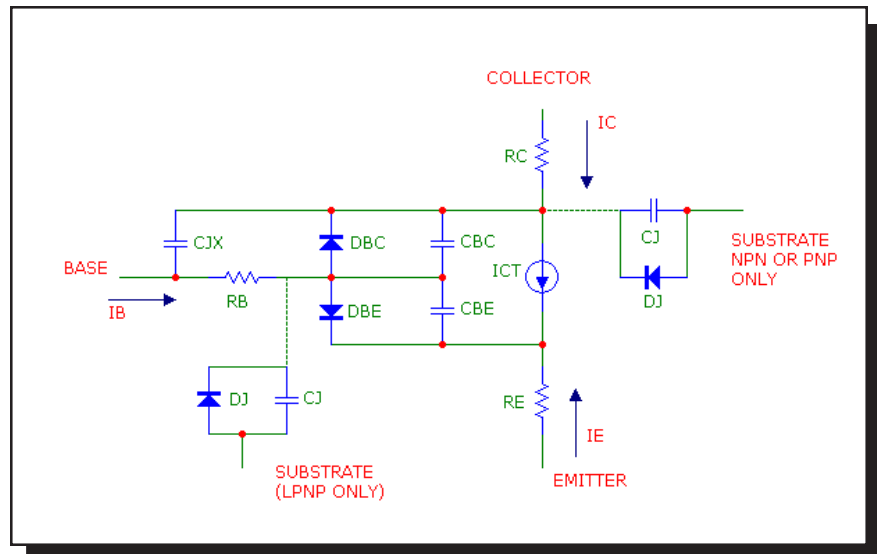 COLLECTOR
IC
RC
CJX
DBC
CBC
CJ
SUBSTRATE
NPN OR PNP
ONLY
BASE
ICT
IB
RB
DBE
CBE
DJ
DJ
CJ
RE
IE
SUBSTRATE
(LPNP ONLY)
EMITTER